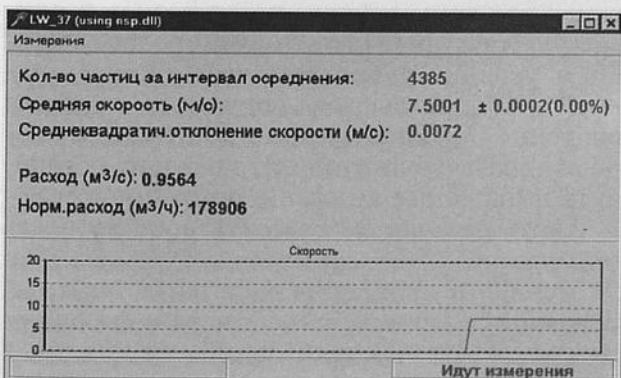 LW_37 (using nsp.dll)
Измерения
Кол-во частиц за интервал осреднения: 4385
Средняя скорость (м/с): 7.5001 ± 0.0002(0.00%)
Среднеквадратич.отклонение скорости (м/с): 0.0072
Расход (м3/с): 0.9564
Норм.расход (м3/ч): 178906
Скорость
20
15
10
5
0
Идут измерения